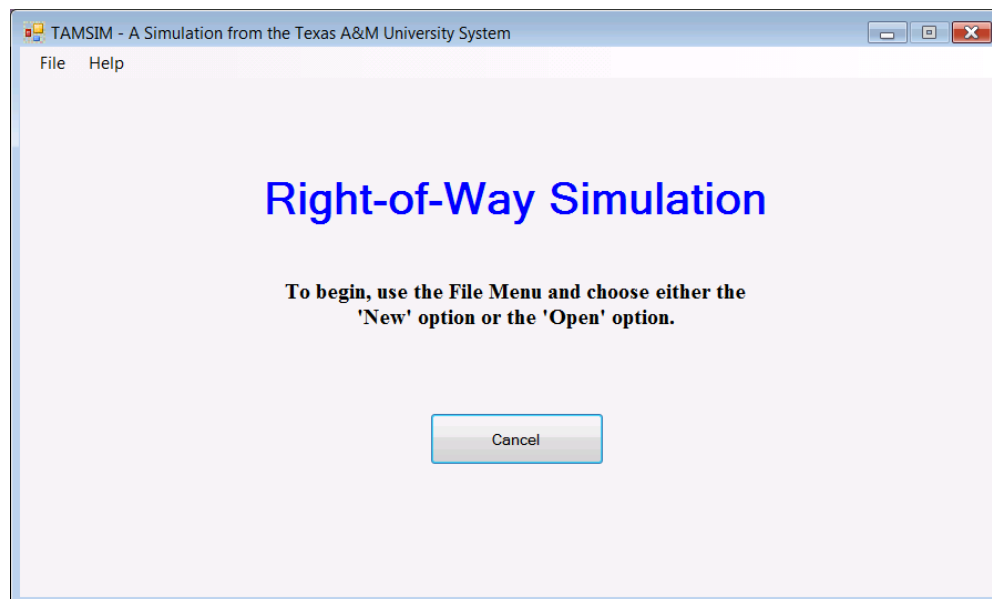 TAMSIM - A Simulation from the Texas A&M University System
File Help
Right-of-Way Simulation
To begin, use the File Menu and choose either the
'New' option or the 'Open' option.
Cancel